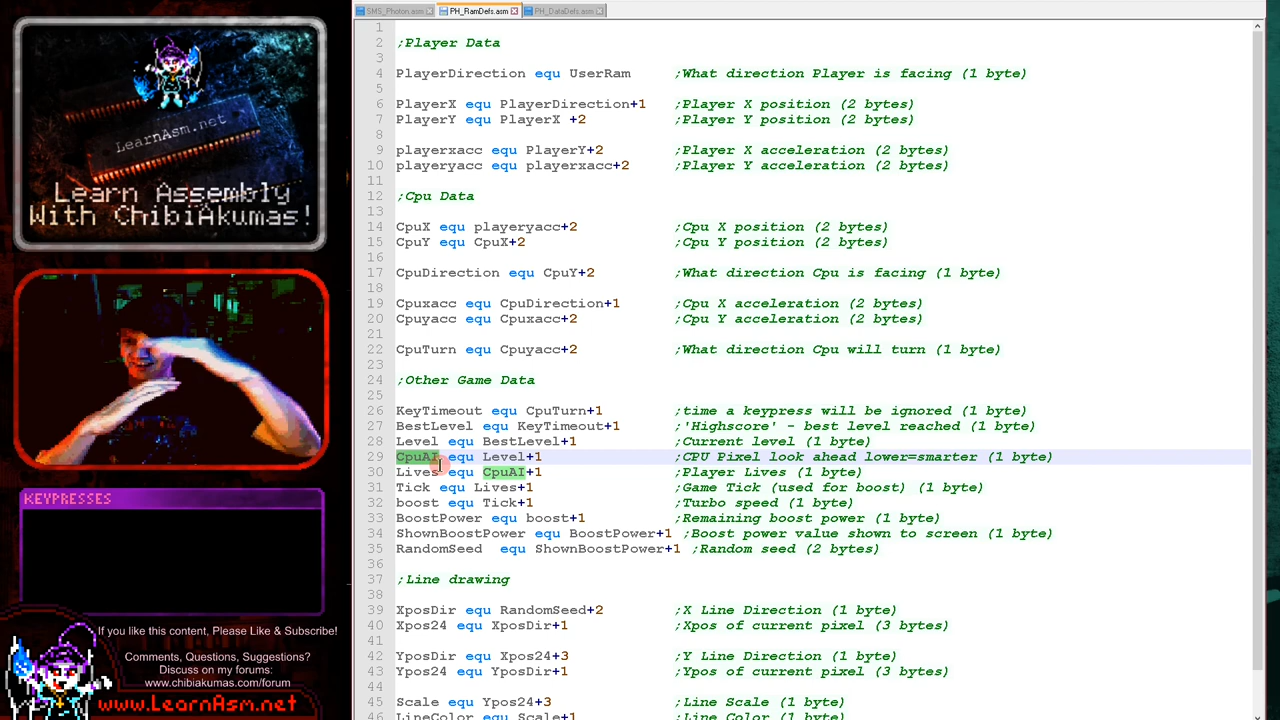 LearnAsm.net
Learn Assembly
With ChibiAkumas!
KEYPRESSES
If you like this content, Please Like & Subscribe!
Comments, Questions, Suggestions?
Discuss on my forums:
www.chibiakumas.com/forum
www.LearnAsm.net
SMS_Photon.asm PH_RamDefs.asm PH_DataDefs.asm
1
2 ;Player Data
3
4 PlayerDirection equ UserRam ;What direction Player is facing (1 byte)
5
6 PlayerX equ PlayerDirection+1 ;Player X position (2 bytes)
7 PlayerY equ PlayerX +2 ;Player Y position (2 bytes)
8
9 playerxacc equ PlayerY+2 ;Player X acceleration (2 bytes)
10 playeryacc equ playerxacc+2 ;Player Y acceleration (2 bytes)
11
12 ;Cpu Data
13
14 CpuX equ playeryacc+2 ;Cpu X position (2 bytes)
15 CpuY equ CpuX+2 ;Cpu Y position (2 bytes)
16
17 CpuDirection equ CpuY+2 ;What direction Cpu is facing (1 byte)
18
19 Cpuxacc equ CpuDirection+1 ;Cpu X acceleration (2 bytes)
20 Cpuyacc equ Cpuxacc+2 ;Cpu Y acceleration (2 bytes)
21
22 CpuTurn equ Cpuyacc+2 ;What direction Cpu will turn (1 byte)
23
24 ;Other Game Data
25
26 KeyTimeout equ CpuTurn+1 ;time a keypress will be ignored (1 byte)
27 BestLevel equ KeyTimeout+1 ;'Highscore' - best level reached (1 byte)
28 Level equ BestLevel+1 ;Current level (1 byte)
29 CpuAI equ Level+1 ;CPU Pixel look ahead lower=smarter (1 byte)
30 Lives equ CpuAI+1 ;Player Lives (1 byte)
31 Tick equ Lives+1 ;Game Tick (used for boost) (1 byte)
32 boost equ Tick+1 ;Turbo speed (1 byte)
33 BoostPower equ boost+1 ;Remaining boost power (1 byte)
34 ShownBoostPower equ BoostPower+1 ;Boost power value shown to screen (1 byte)
35 RandomSeed equ ShownBoostPower+1 ;Random seed (2 bytes)
36
37 ;Line drawing
38
39 XposDir equ RandomSeed+2 ;X Line Direction (1 byte)
40 Xpos24 equ XposDir+1 ;Xpos of current pixel (3 bytes)
41
42 YposDir equ Xpos24+3 ;Y Line Direction (1 byte)
43 Ypos24 equ YposDir+1 ;Ypos of current pixel (3 bytes)
44
45 Scale equ Ypos24+3 ;Line Scale (1 byte)
46 LineColor equ Scale+1 ;Line Color (1 byte)